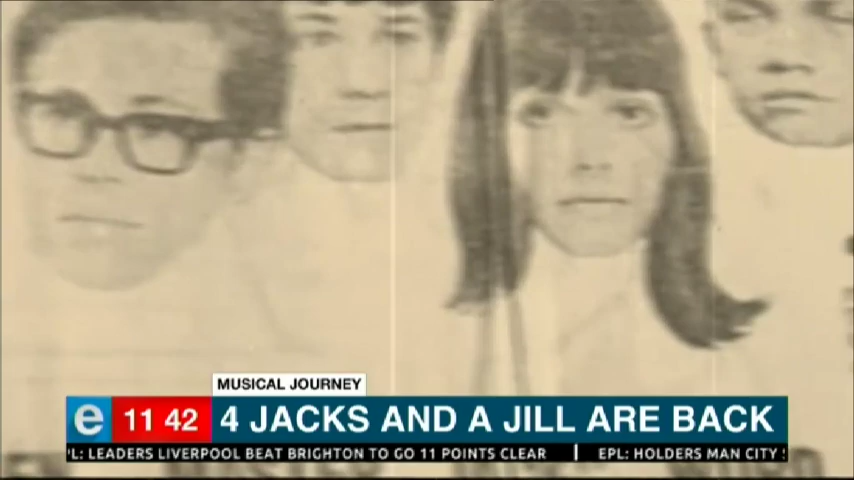 MUSICAL JOURNEY
e 11 42 4 JACKS AND A JILL ARE BACK
'L: LEADERS LIVERPOOL BEAT BRIGHTON TO GO 11 POINTS CLEAR | EPL: HOLDERS MAN CITY